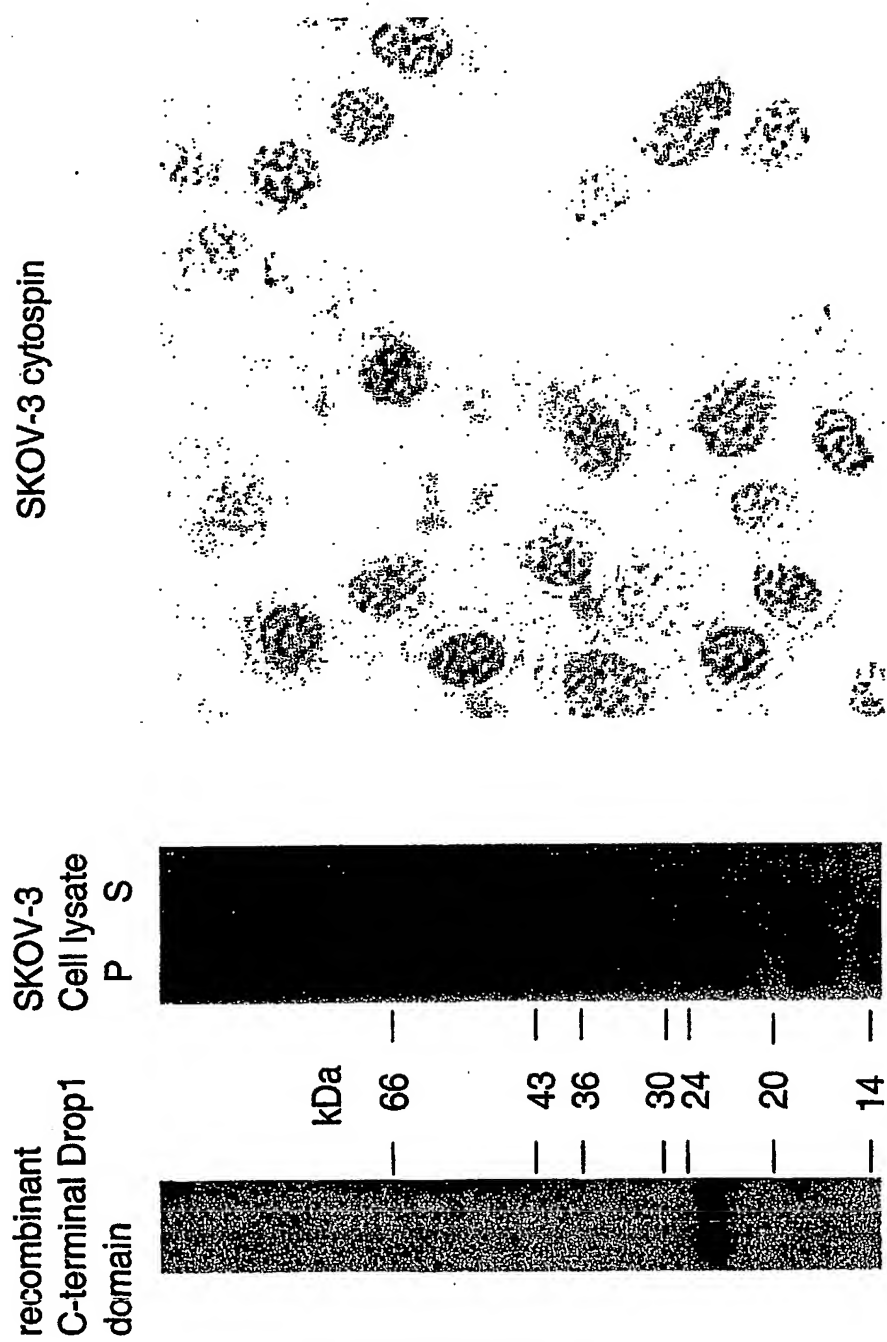 recombinant
C-terminal Drop1
domain
kDa
66
43
36
30
24
20
14
SKOV-3
Cell lysate
P S
SKOV-3 cytospin